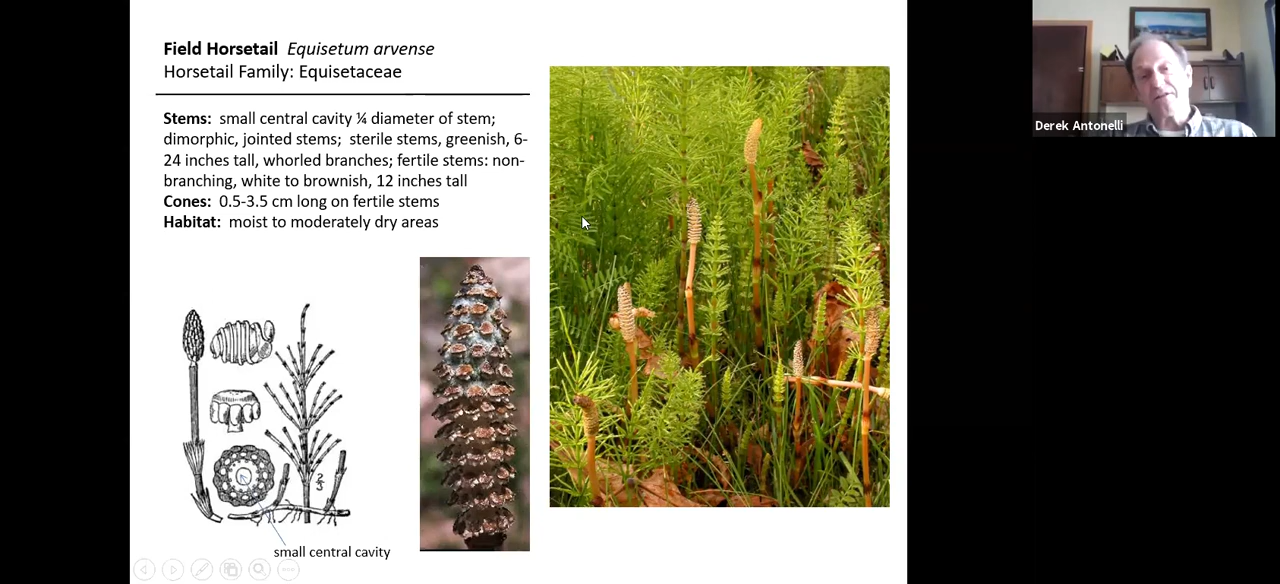 Field Horsetail Equisetum arvense
Horsetail Family: Equisetaceae
Stems: small central cavity ¼ diameter of stem;
dimorphic, jointed stems; sterile stems, greenish, 6-
24 inches tall, whorled branches; fertile stems: non-
branching, white to brownish, 12 inches tall
Cones: 0.5-3.5 cm long on fertile stems
Habitat: moist to moderately dry areas
small central cavity
Derek Antonelli